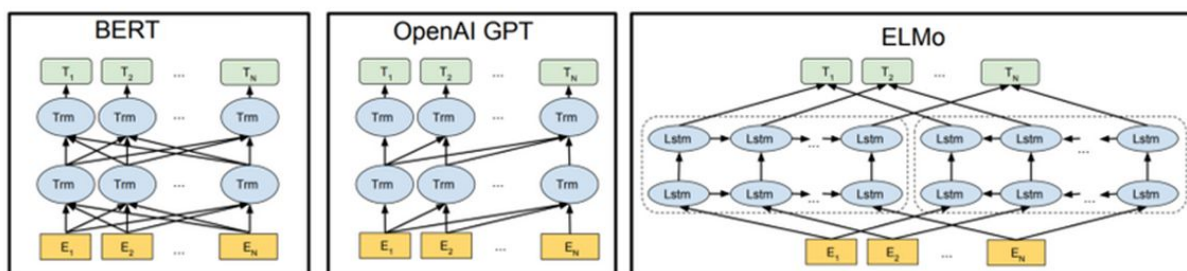 BERT
OpenAI GPT
ELMo
T1 T2 ... TN
T1 T2 ... TN
T1 T2 ... TN
Trm Trm ... Trm
Trm Trm ... Trm
Lstm Lstm ... Lstm Lstm Lstm ... Lstm
Trm Trm ... Trm
Trm Trm ... Trm
Lstm Lstm ... Lstm Lstm Lstm ... Lstm
E1 E2 ... EN
E1 E2 ... EN
E1 E2 ... EN